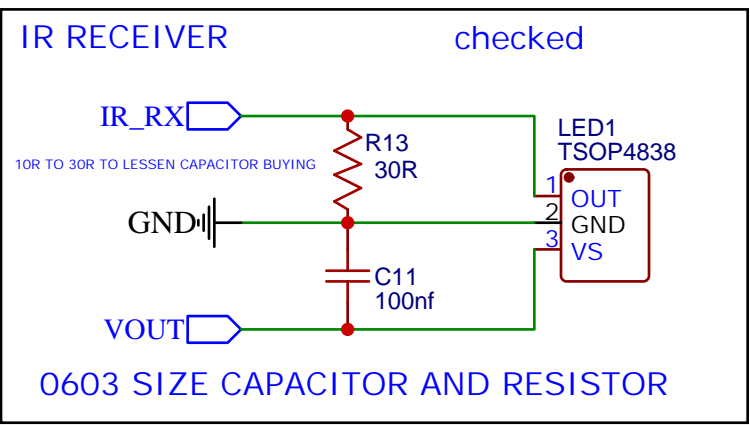 IR RECEIVER
checked
IR_RX
R13
30R
10R TO 30R TO LESSEN CAPACITOR BUYING
LED1
TSOP4838
1
OUT
GND
2
GND
3
VS
C11
100nf
VOUT
0603 SIZE CAPACITOR AND RESISTOR